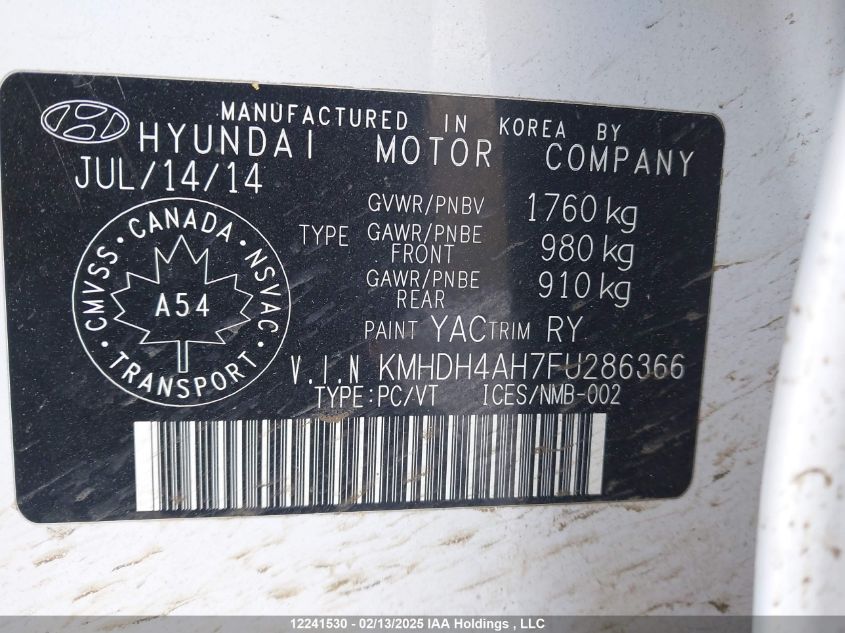 MANUFACTURED IN KOREA BY
HYUNDAI MOTOR COMPANY
JUL/14/14
GVWR/PNBV 1760 kg
TYPE GAWR/PNBE FRONT 980 kg
GAWR/PNBE REAR 910 kg
PAINT YAC TRIM RY
CMVSS · CANADA · NSVAC · TRANSPORT ·
A54
V.I.N KMHDH4AH7FU286366
TYPE:PC/VT ICES/NMB-002
12241530 - 02/13/2025 IAA Holdings , LLC